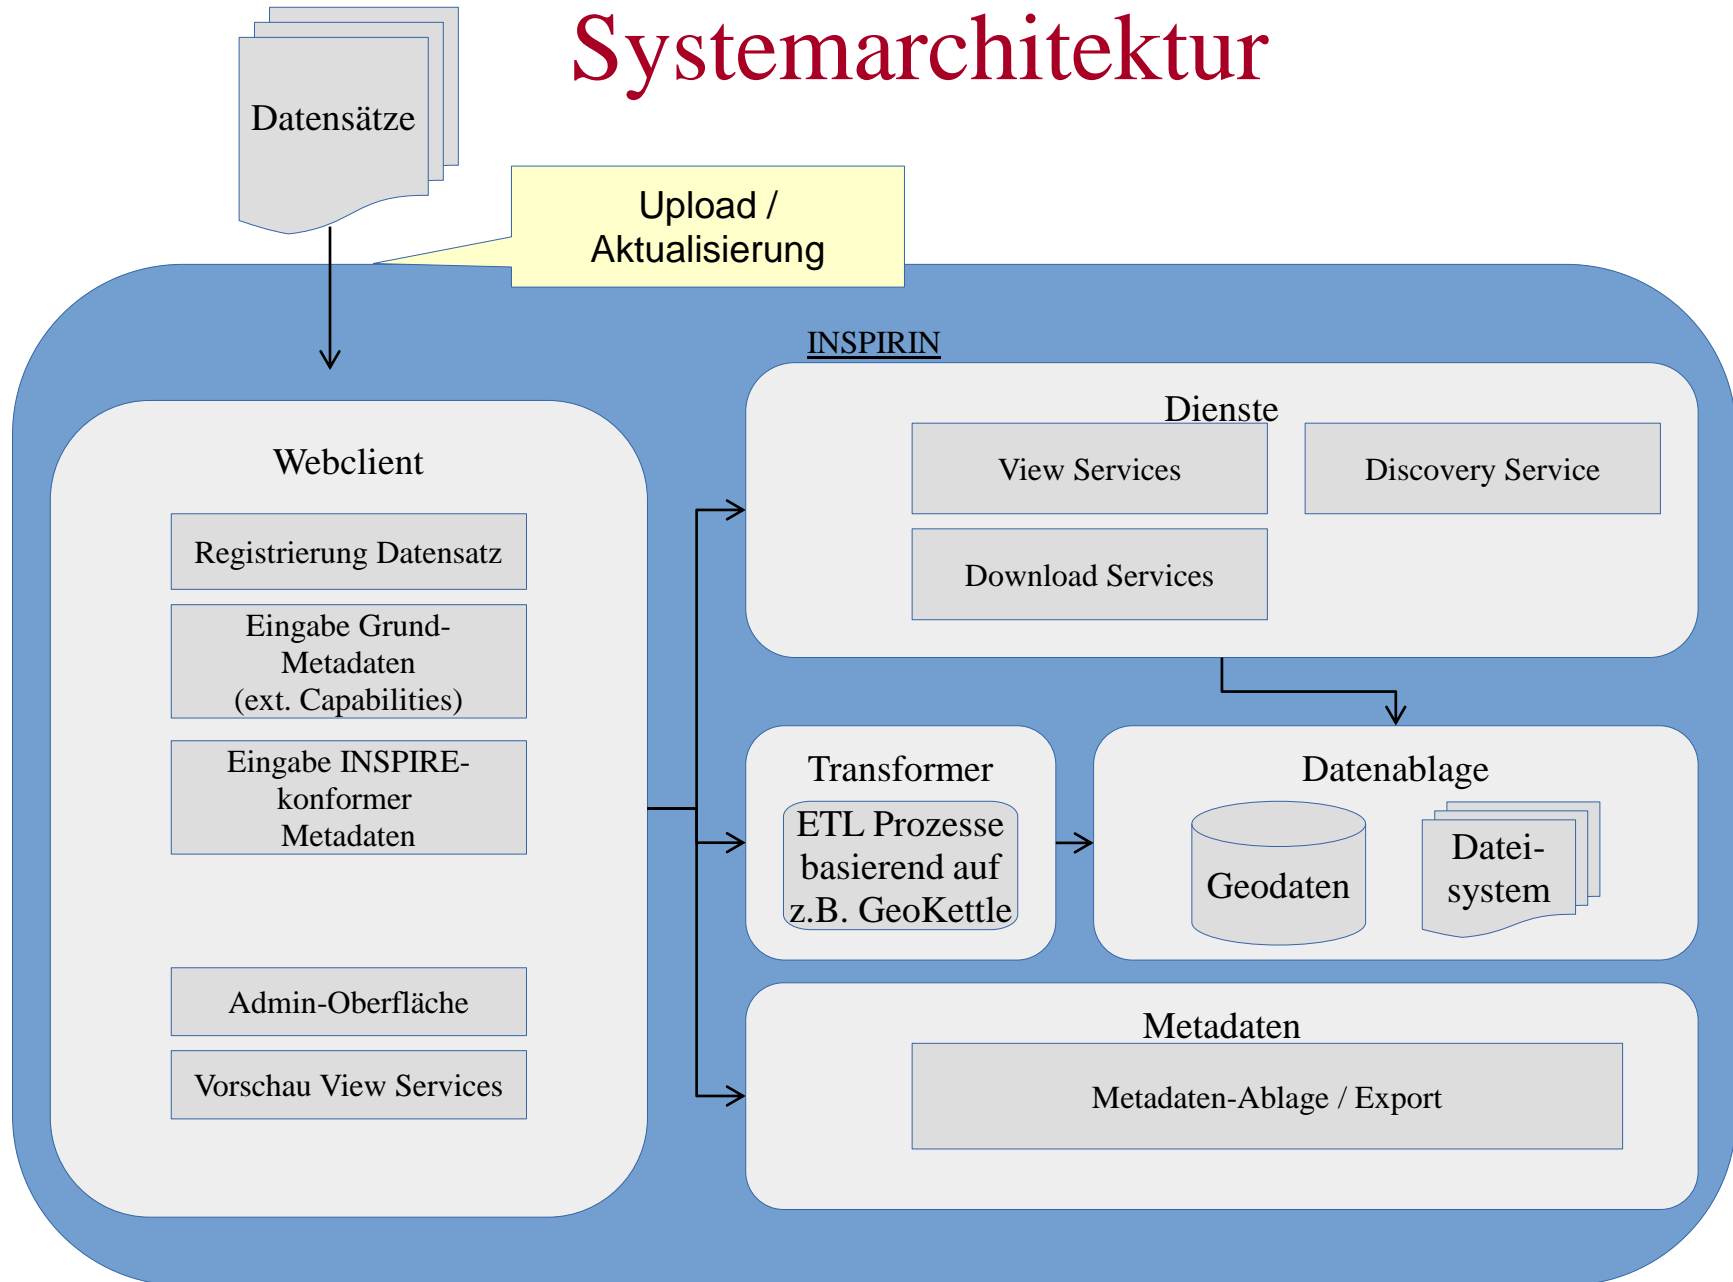 Systemarchitektur
Datensätze
Upload /
Aktualisierung
INSPIRIN
Webclient
Registrierung Datensatz
Eingabe Grund-
Metadaten
(ext. Capabilities)
Eingabe INSPIRE-
konformer
Metadaten
Admin-Oberfläche
Vorschau View Services
Dienste
View Services
Discovery Service
Download Services
Transformer
ETL Prozesse
basierend auf
z.B. GeoKettle
Datenablage
Geodaten
Datei-
system
Metadaten
Metadaten-Ablage / Export